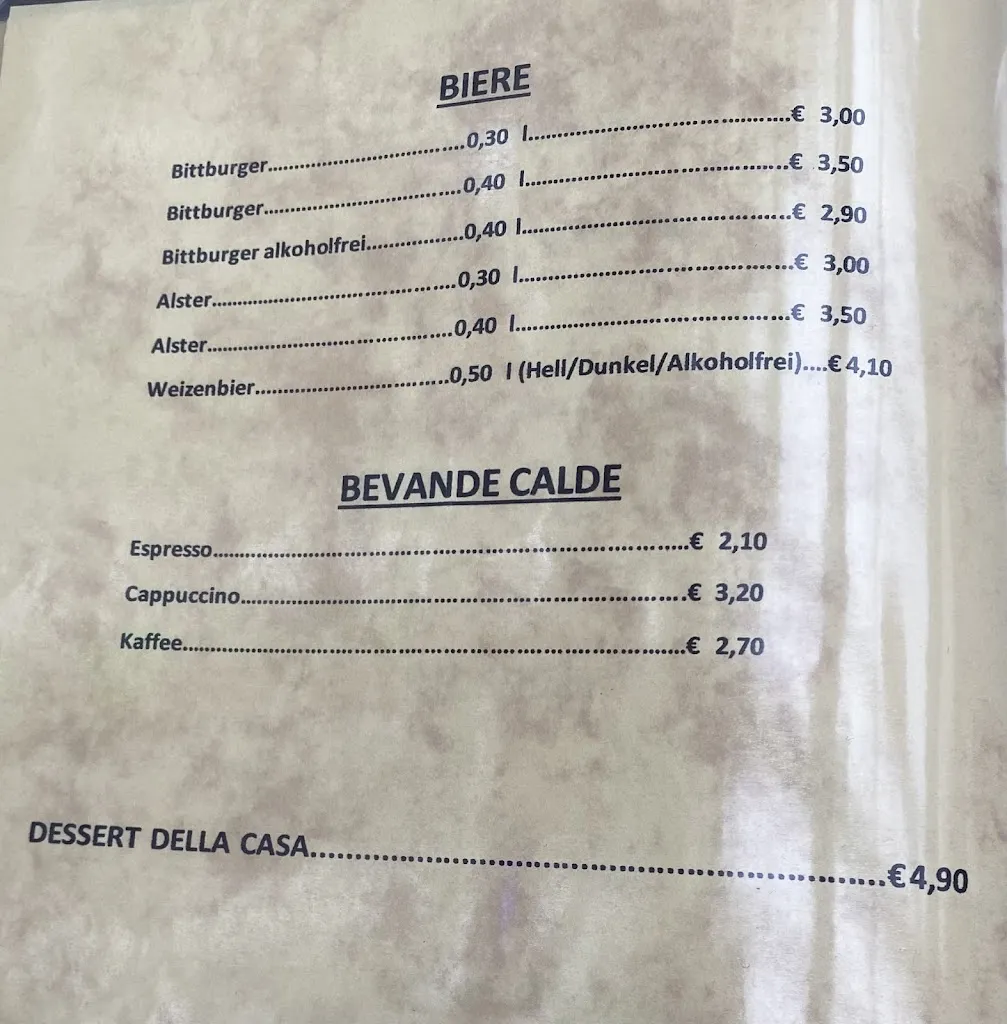 BIERE
Bittburger....................................0,30 l.............................................€ 3,00
Bittburger....................................0,40 l.............................................€ 3,50
Bittburger alkoholfrei.................0,40 l.............................................€ 2,90
Alster............................................0,30 l.............................................€ 3,00
Alster............................................0,40 l.............................................€ 3,50
Weizenbier...................................0,50 l (Hell/Dunkel/Alkoholfrei)....€ 4,10
BEVANDE CALDE
Espresso..................................................................................€ 2,10
Cappuccino.............................................................................€ 3,20
Kaffee......................................................................................€ 2,70
DESSERT DELLA CASA......................................................................€ 4,90